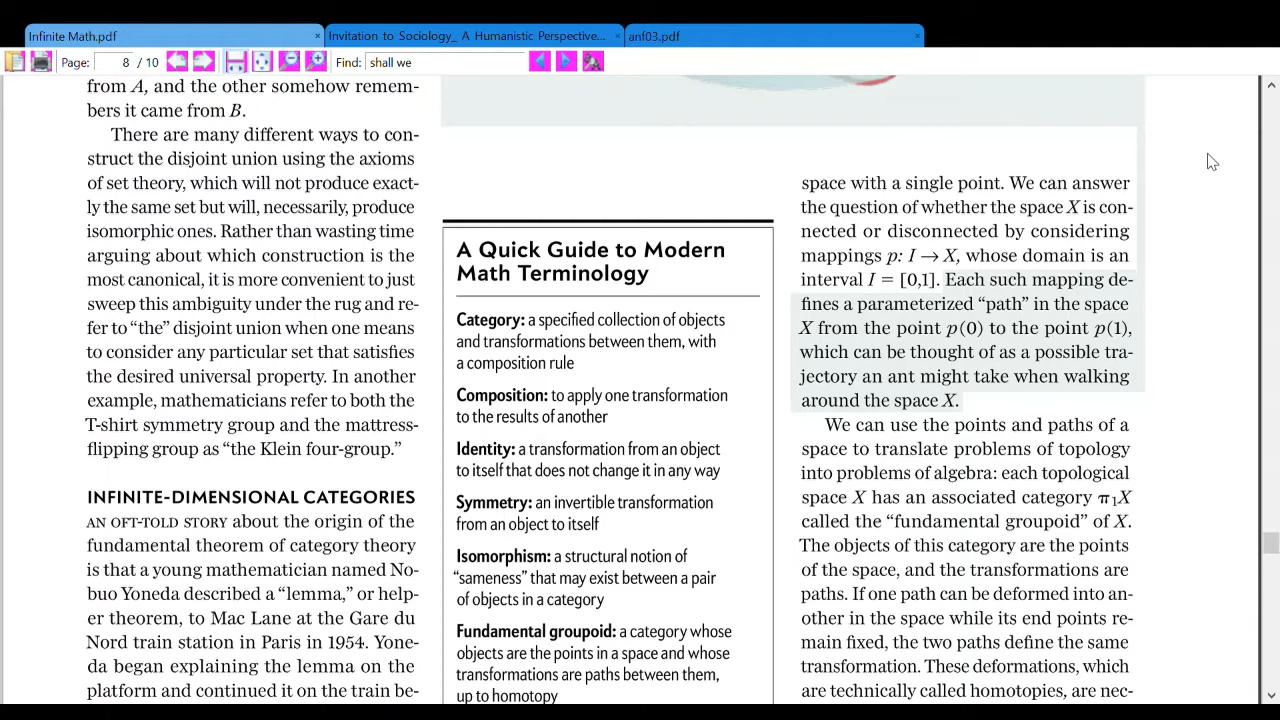 Infinite Math.pdf
Invitation to Sociology_ A Humanistic Perspective...
anf03.pdf
Page: 8 / 10
Find: shall we
from A, and the other somehow remem-
bers it came from B.
There are many different ways to con-
struct the disjoint union using the axioms
of set theory, which will not produce exact-
ly the same set but will, necessarily, produce
isomorphic ones. Rather than wasting time
arguing about which construction is the
most canonical, it is more convenient to just
sweep this ambiguity under the rug and re-
fer to “the” disjoint union when one means
to consider any particular set that satisfies
the desired universal property. In another
example, mathematicians refer to both the
T-shirt symmetry group and the mattress-
flipping group as “the Klein four-group.”
INFINITE-DIMENSIONAL CATEGORIES
AN OFT-TOLD STORY about the origin of the
fundamental theorem of category theory
is that a young mathematician named No-
buo Yoneda described a “lemma,” or help-
er theorem, to Mac Lane at the Gare du
Nord train station in Paris in 1954. Yone-
da began explaining the lemma on the
platform and continued it on the train be-
A Quick Guide to Modern
Math Terminology
Category: a specified collection of objects
and transformations between them, with
a composition rule
Composition: to apply one transformation
to the results of another
Identity: a transformation from an object
to itself that does not change it in any way
Symmetry: an invertible transformation
from an object to itself
Isomorphism: a structural notion of
“sameness” that may exist between a pair
of objects in a category
Fundamental groupoid: a category whose
objects are the points in a space and whose
transformations are paths between them,
up to homotopy
space with a single point. We can answer
the question of whether the space X is con-
nected or disconnected by considering
mappings p: I → X, whose domain is an
interval I = [0,1]. Each such mapping de-
fines a parameterized “path” in the space
X from the point p(0) to the point p(1),
which can be thought of as a possible tra-
jectory an ant might take when walking
around the space X.
We can use the points and paths of a
space to translate problems of topology
into problems of algebra: each topological
space X has an associated category π₁X
called the “fundamental groupoid” of X.
The objects of this category are the points
of the space, and the transformations are
paths. If one path can be deformed into an-
other in the space while its end points re-
main fixed, the two paths define the same
transformation. These deformations, which
are technically called homotopies, are nec-